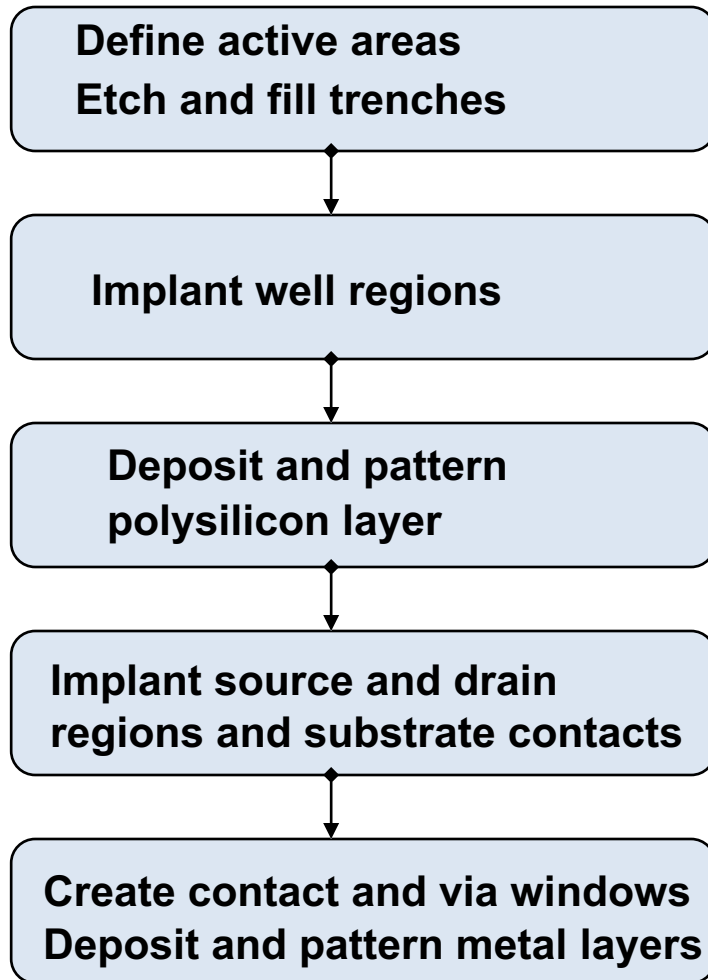 Define active areas
Etch and fill trenches
Implant well regions
Deposit and pattern
polysilicon layer
Implant source and drain
regions and substrate contacts
Create contact and via windows
Deposit and pattern metal layers